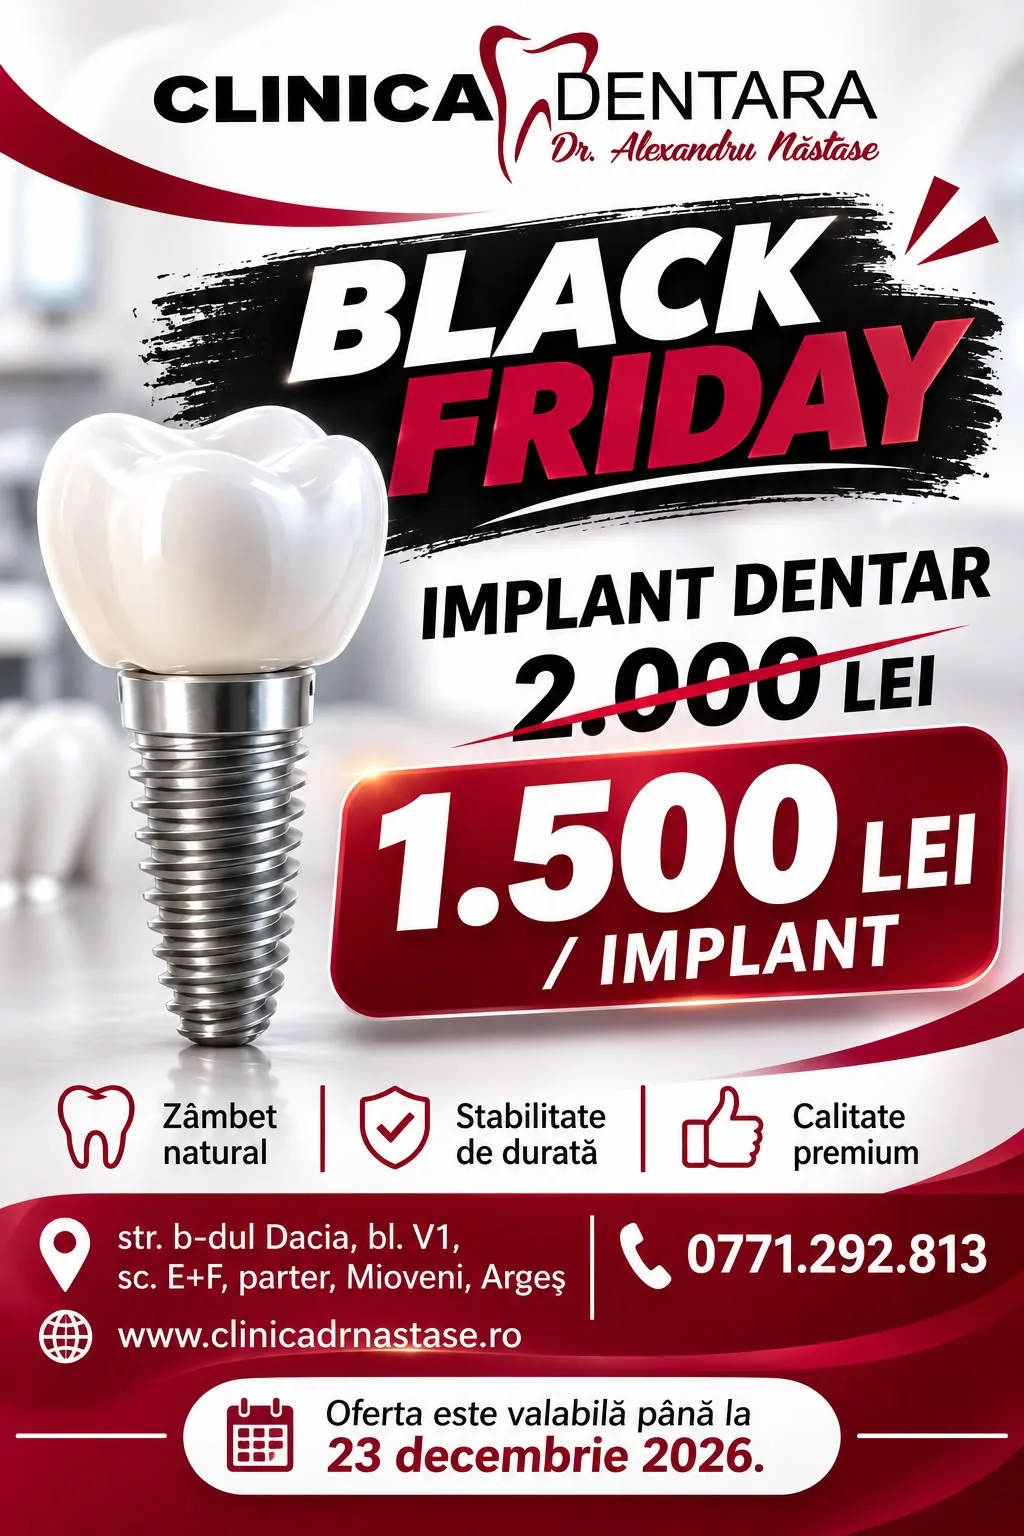 CLINICA DENTARA
Dr. Alexandru Năstase
BLACK
FRIDAY
IMPLANT DENTAR
2.000 LEI
1.500 LEI
/ IMPLANT
Zâmbet
natural
Stabilitate
de durată
Calitate
premium
str. b-dul Dacia, bl. V1,
sc. E+F, parter, Mioveni, Argeş
0771.292.813
www.clinicadrnastase.ro
Oferta este valabilă până la
23 decembrie 2026.